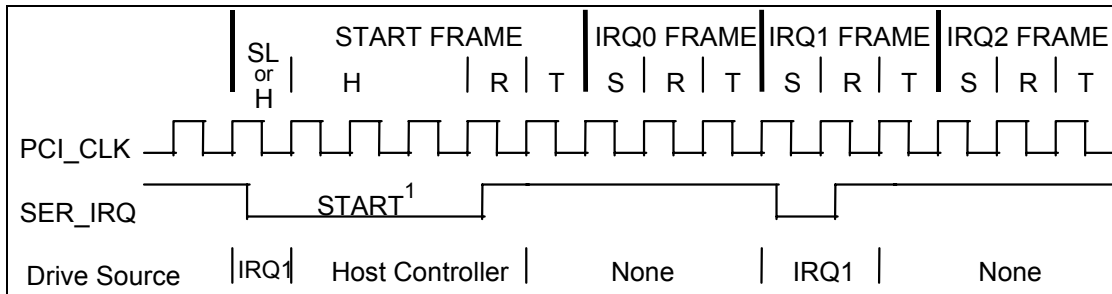 START FRAME IRQ0 FRAME IRQ1 FRAME IRQ2 FRAME
SL
or
H
H R T S R T S R T S R T
PCI_CLK
SER_IRQ START1
Drive Source IRQ1 Host Controller None IRQ1 None